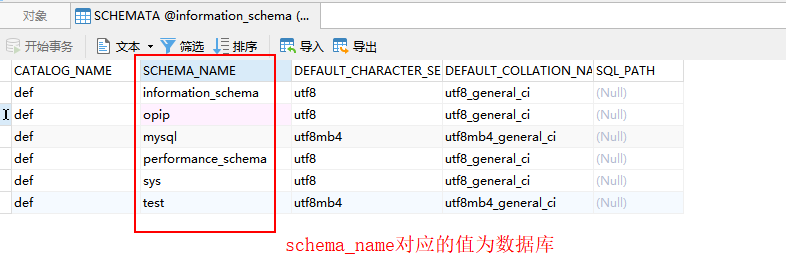 对象 SCHEMATA @information_schema (...
开始事务 文本 筛选 排序 导入 导出
CATALOG_NAME SCHEMA_NAME DEFAULT_CHARACTER_SE DEFAULT_COLLATION_NA SQL_PATH
def information_schema utf8 utf8_general_ci (Null)
def opip utf8 utf8_general_ci (Null)
def mysql utf8mb4 utf8mb4_general_ci (Null)
def performance_schema utf8 utf8_general_ci (Null)
def sys utf8 utf8_general_ci (Null)
def test utf8mb4 utf8mb4_general_ci (Null)
schema_name对应的值为数据库